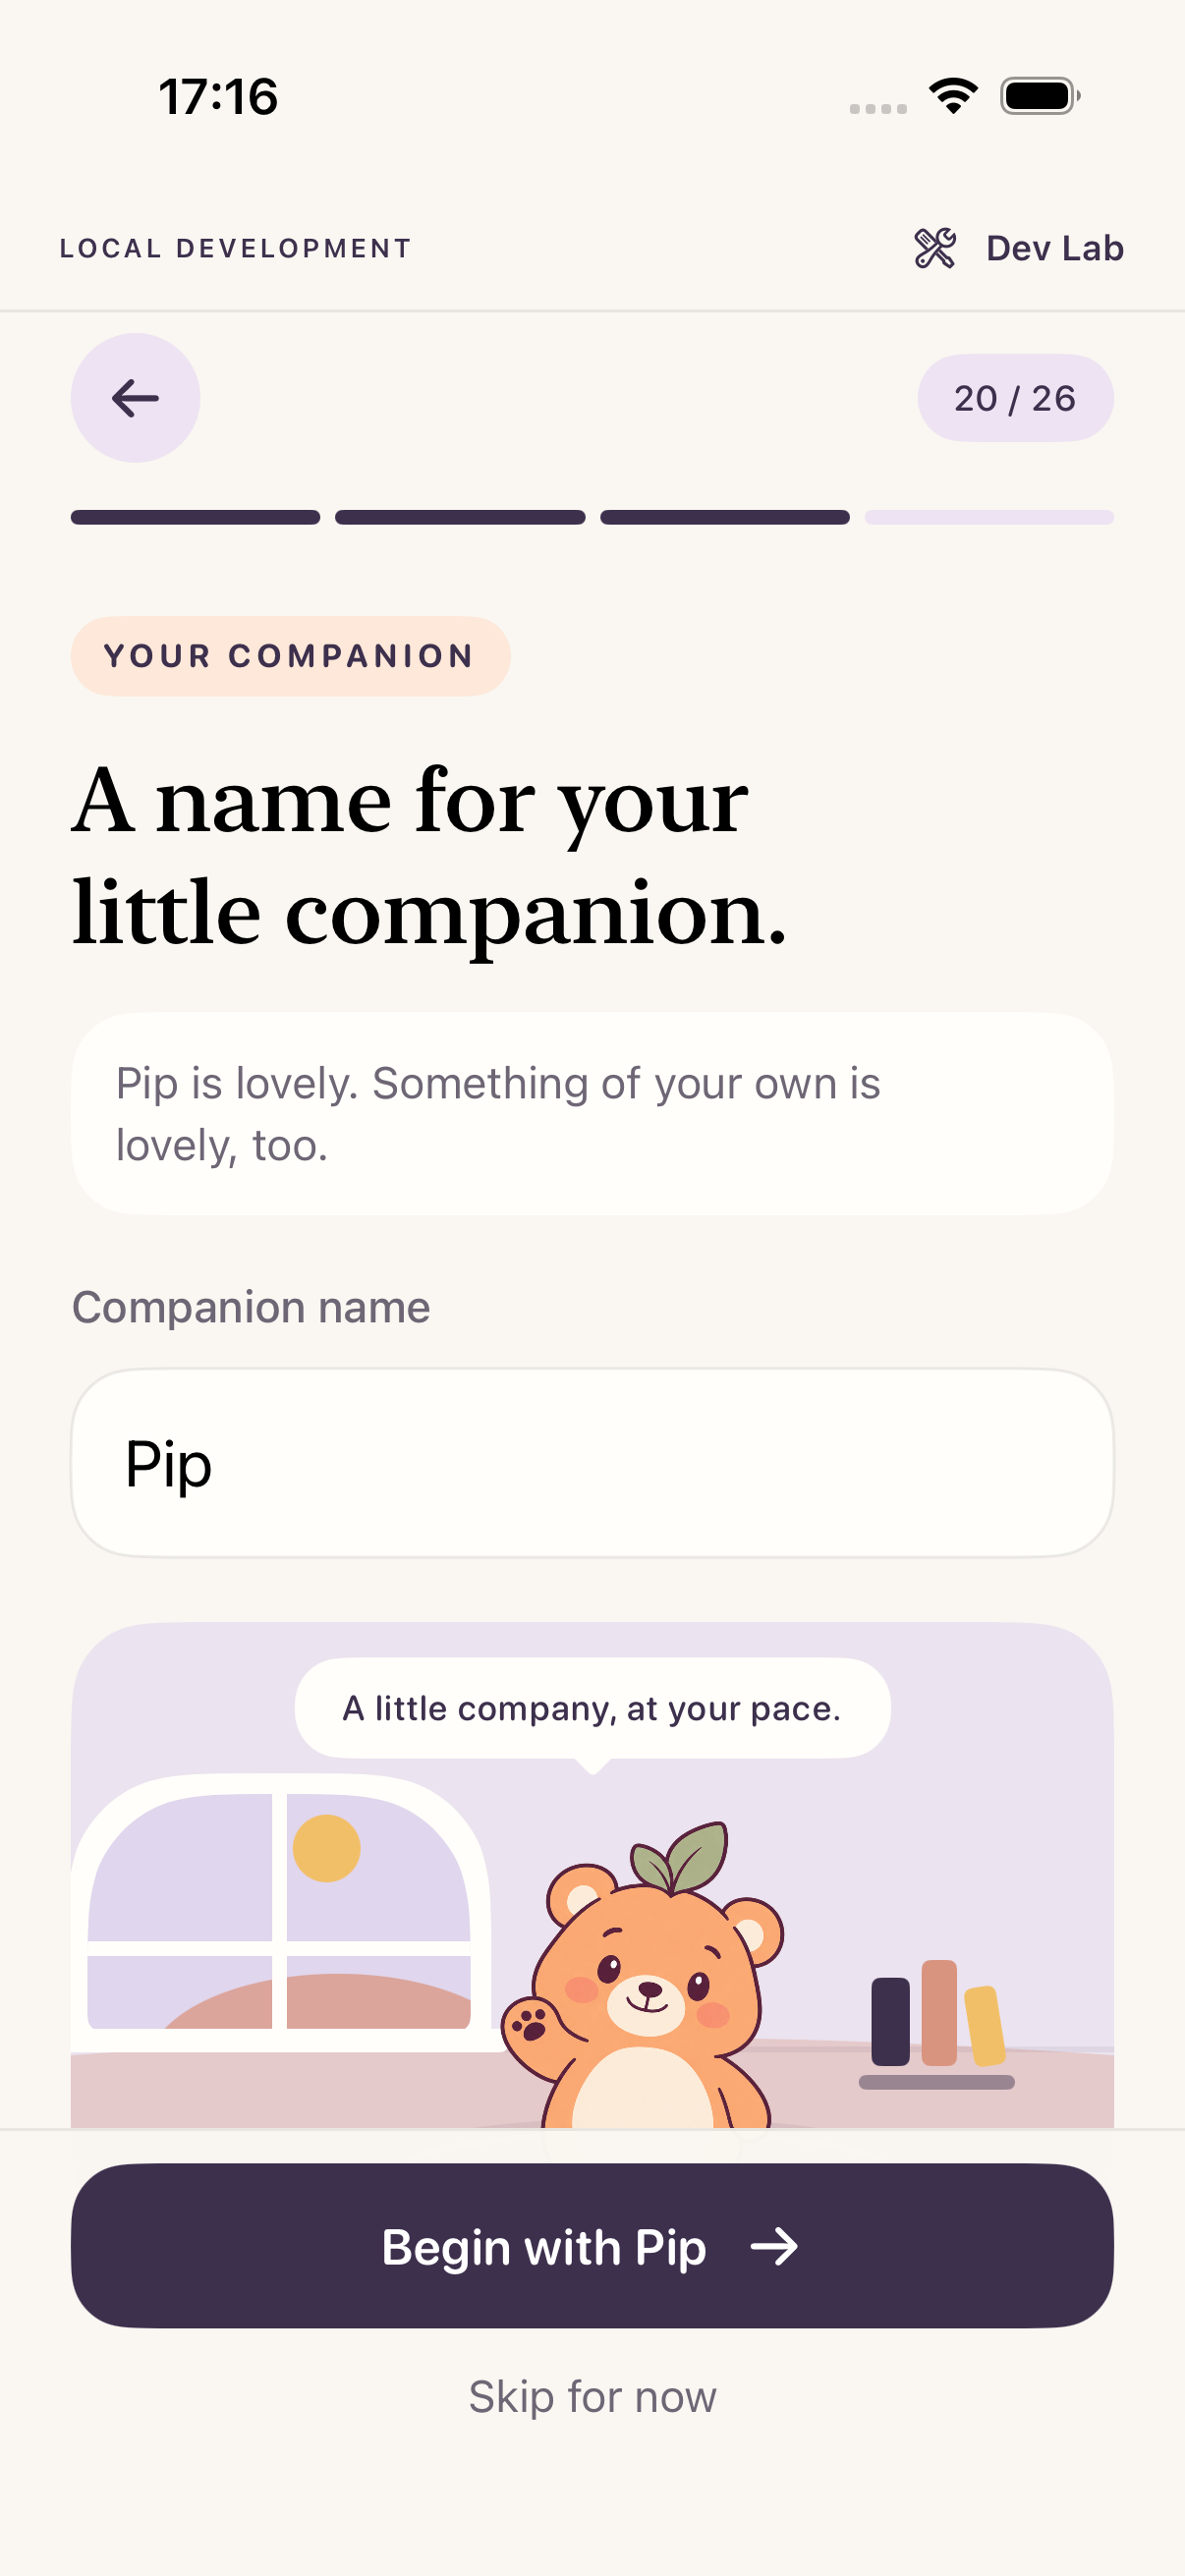 17:16
LOCAL DEVELOPMENT
Dev Lab
20 / 26
YOUR COMPANION
A name for your
little companion.
Pip is lovely. Something of your own is
lovely, too.
Companion name
Pip
A little company, at your pace.
Begin with Pip
Skip for now